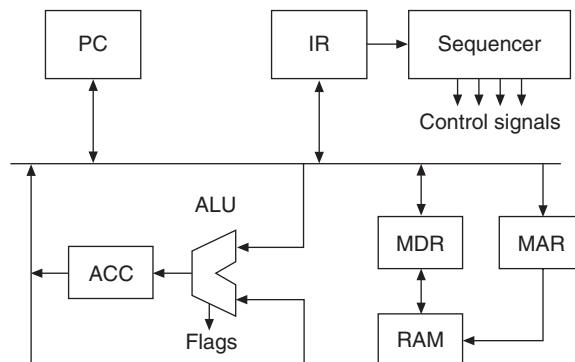 PC
IR
Sequencer
Control signals
ALU
ACC
MDR
MAR
Flags
RAM